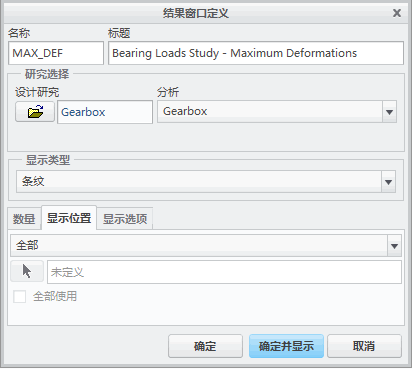 结果窗口定义
名称 标题
MAX_DEF Bearing Loads Study - Maximum Deformations
研究选择
设计研究 分析
Gearbox Gearbox
显示类型
条纹
数量 显示位置 显示选项
全部
未定义
全部使用
确定 确定并显示 取消